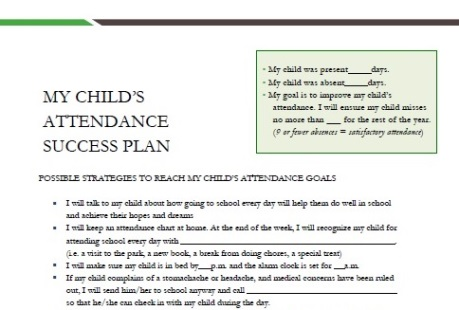 • My child was present_____days.
• My child was absent_____days.
• My goal is to improve my child's
attendance. I will ensure my child misses
no more than ___ for the rest of the year.
(9 or fewer absences = satisfactory attendance)
MY CHILD'S
ATTENDANCE
SUCCESS PLAN
POSSIBLE STRATEGIES TO REACH MY CHILD'S ATTENDANCE GOALS
▪ I will talk to my child about how going to school every day will help them do well in school
and achieve their hopes and dreams
▪ I will keep an attendance chart at home. At the end of the week, I will recognize my child for
attending school every day with ______________________________.
(i.e. a visit to the park, a new book, a break from doing chores, a special treat)
▪ I will make sure my child is in bed by___p.m. and the alarm clock is set for ___a.m.
▪ If my child complains of a stomachache or headache, and medical concerns have been ruled
out, I will send him/her to school anyway and call ______________________________
so that he/she can check in with my child during the day.